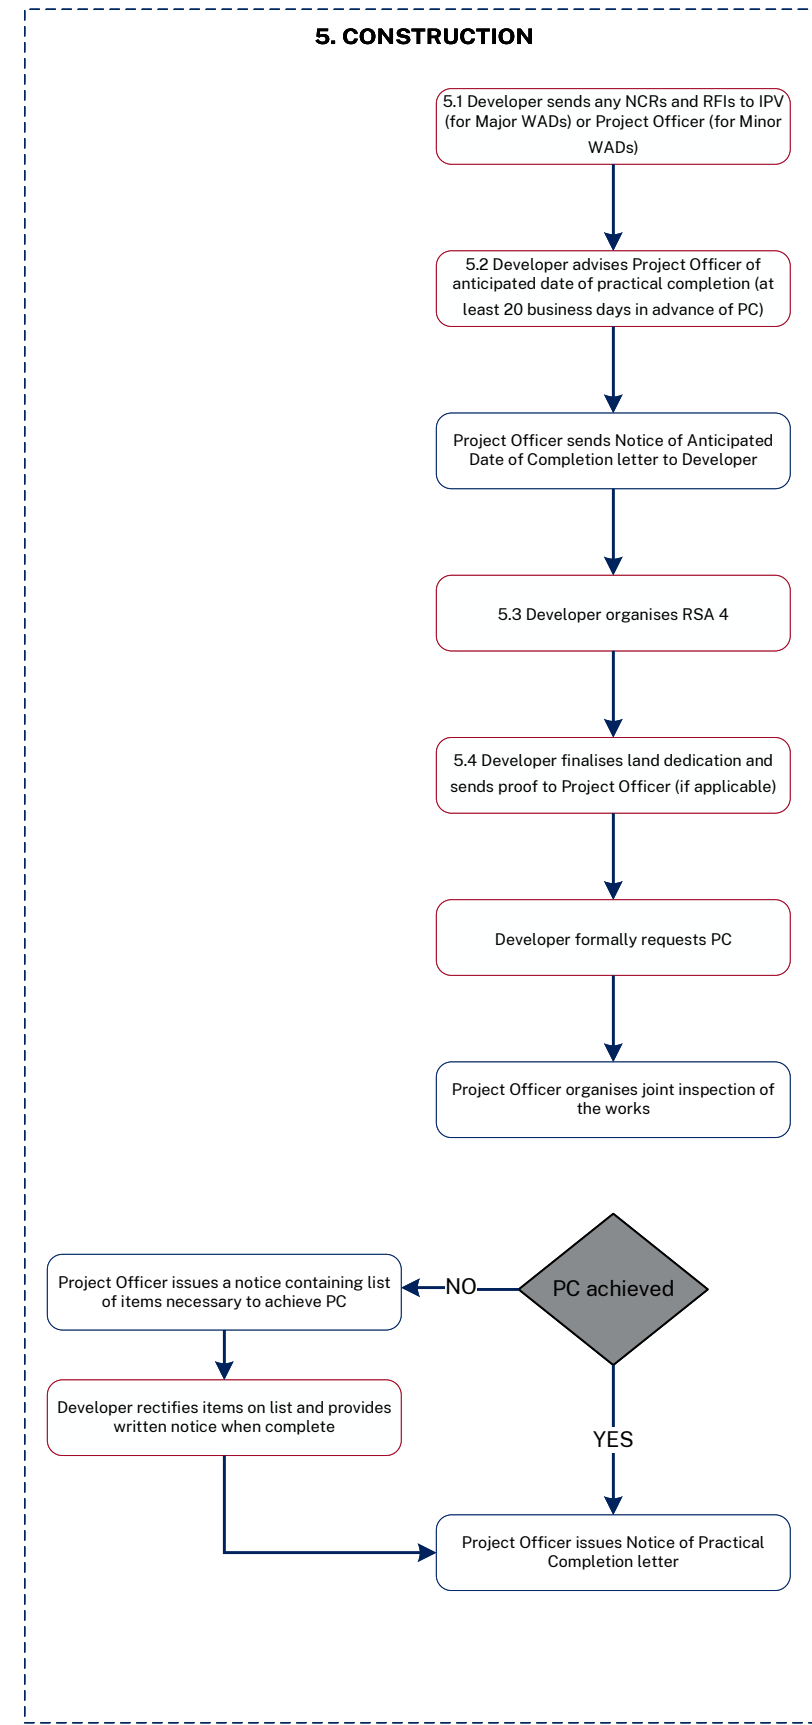 5. CONSTRUCTION
5.1 Developer sends any NCRs and RFIs to IPV
(for Major WADs) or Project Officer (for Minor
WADs)
5.2 Developer advises Project Officer of
anticipated date of practical completion (at
least 20 business days in advance of PC)
Project Officer sends Notice of Anticipated
Date of Completion letter to Developer
5.3 Developer organises RSA 4
5.4 Developer finalises land dedication and
sends proof to Project Officer (if applicable)
Developer formally requests PC
Project Officer organises joint inspection of
the works
PC achieved
NO
Project Officer issues a notice containing list
of items necessary to achieve PC
Developer rectifies items on list and provides
written notice when complete
YES
Project Officer issues Notice of Practical
Completion letter